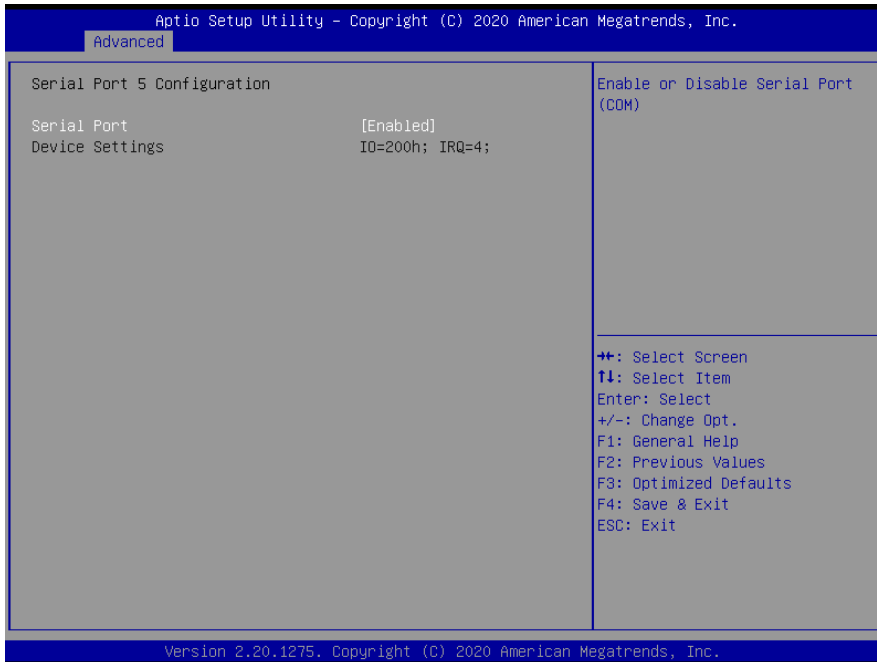 Aptio Setup Utility – Copyright (C) 2020 American Megatrends, Inc.
Advanced
Serial Port 5 Configuration
Serial Port [Enabled]
Device Settings IO=200h; IRQ=4;
Enable or Disable Serial Port
(COM)
→←: Select Screen
↑↓: Select Item
Enter: Select
+/-: Change Opt.
F1: General Help
F2: Previous Values
F3: Optimized Defaults
F4: Save & Exit
ESC: Exit
Version 2.20.1275. Copyright (C) 2020 American Megatrends, Inc.